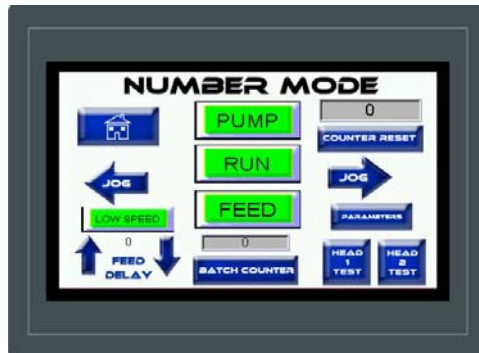 NUMBER MODE
PUMP
0
COUNTER RESET
RUN
JOG
JOG
LOW SPEED
FEED
PARAMETERS
0
FEED
DELAY
0
BATCH COUNTER
HEAD
1
TEST
HEAD
2
TEST